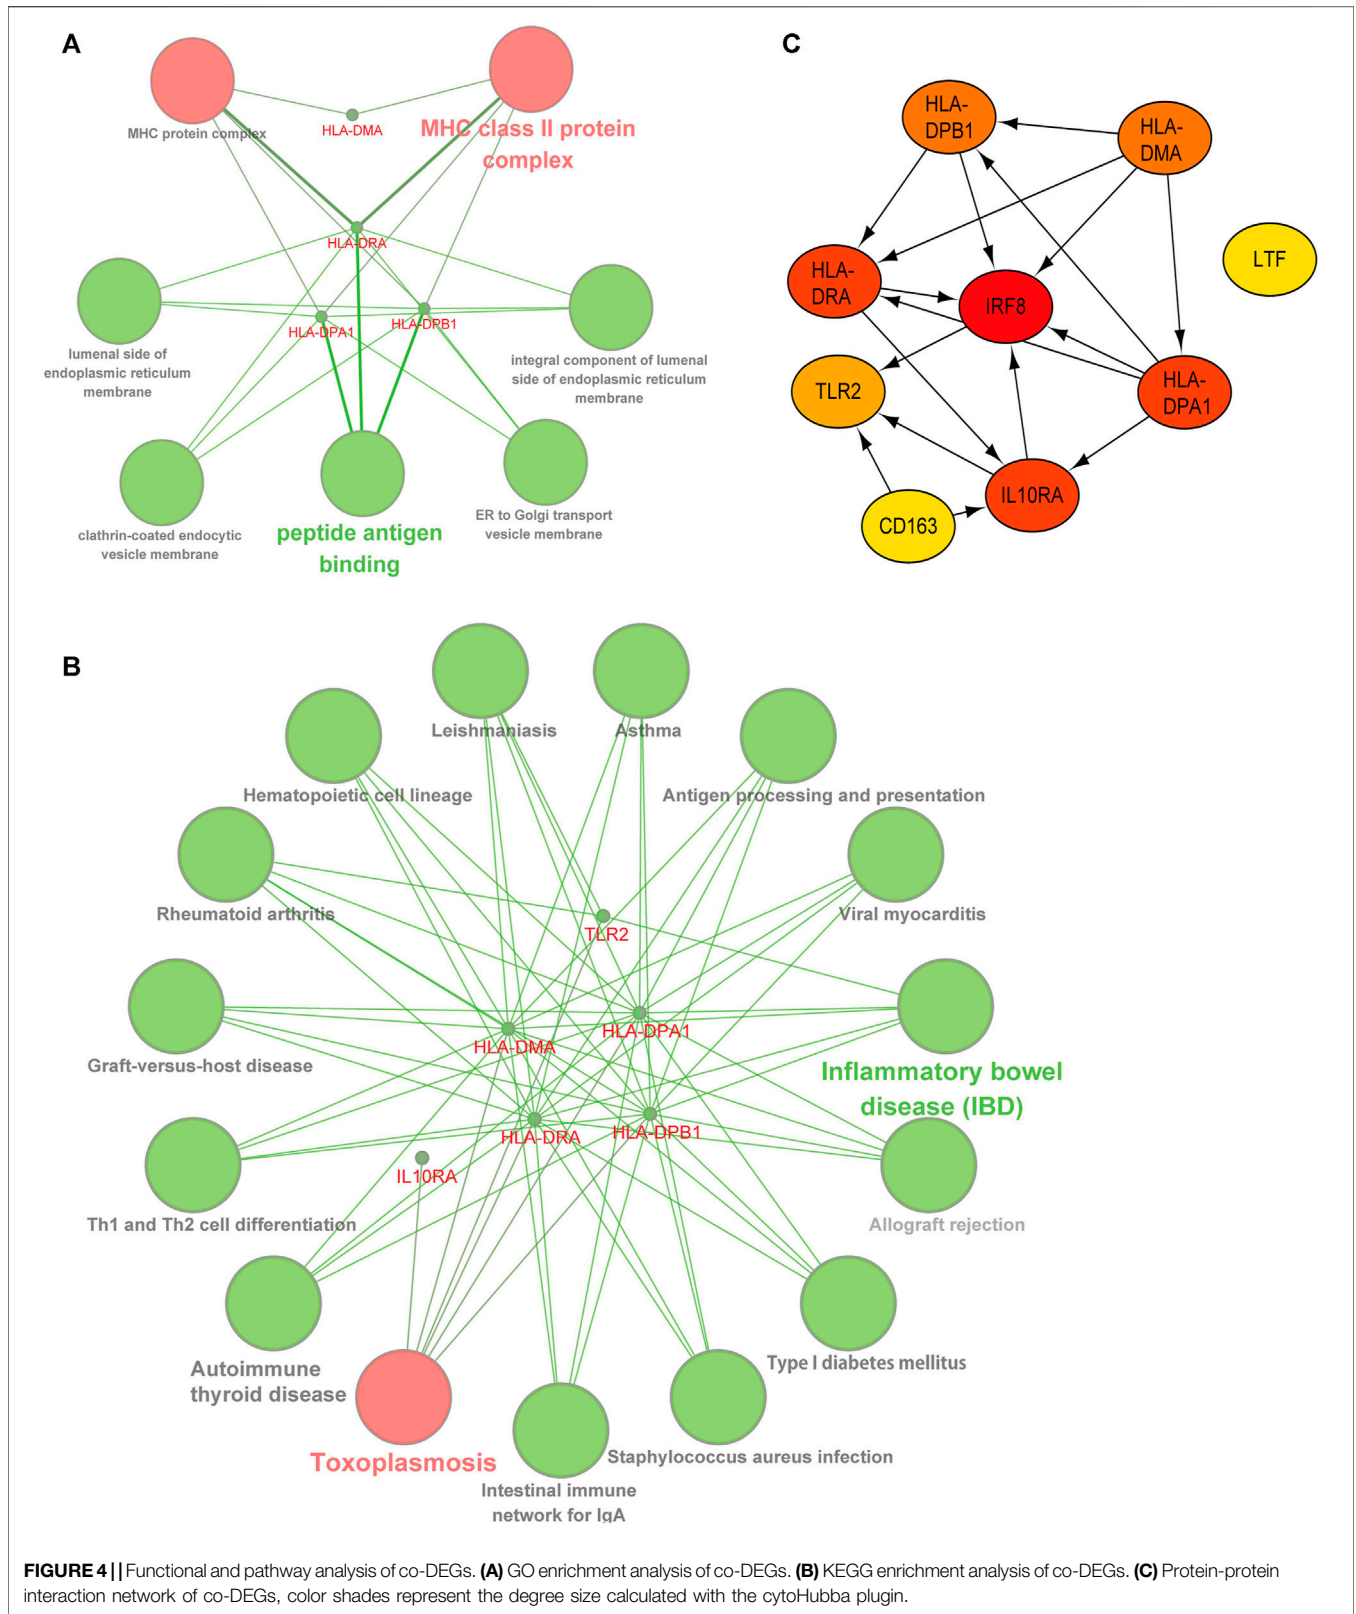 A
MHC protein complex
HLA-DMA
MHC class II protein
complex
HLA-DRA
HLA-DPA1
HLA-DPB1
lumenal side of
endoplasmic reticulum
membrane
integral component of lumenal
side of endoplasmic reticulum
membrane
clathrin-coated endocytic
vesicle membrane
peptide antigen
binding
ER to Golgi transport
vesicle membrane
C
HLA-
DPB1
HLA-
DMA
LTF
HLA-
DRA
IRF8
TLR2
HLA-
DPA1
IL10RA
CD163
B
Leishmaniasis
Asthma
Hematopoietic cell lineage
Antigen processing and presentation
Rheumatoid arthritis
Viral myocarditis
TLR2
HLA-DPA1
HLA-DMA
Graft-versus-host disease
Inflammatory bowel
disease (IBD)
HLA-DRA
HLA-DPB1
IL10RA
Th1 and Th2 cell differentiation
Allograft rejection
Autoimmune
thyroid disease
Type I diabetes mellitus
Toxoplasmosis
Staphylococcus aureus infection
Intestinal immune
network for IgA
FIGURE 4 || Functional and pathway analysis of co-DEGs. (A) GO enrichment analysis of co-DEGs. (B) KEGG enrichment analysis of co-DEGs. (C) Protein-protein
interaction network of co-DEGs, color shades represent the degree size calculated with the cytoHubba plugin.